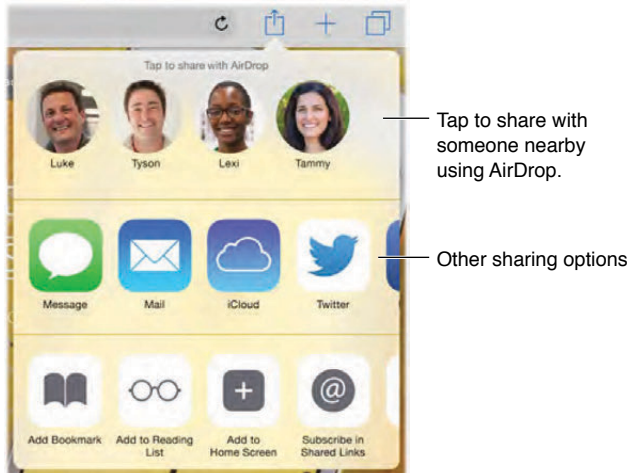 Tap to share with AirDrop
Luke Tyson Lexi Tammy
Tap to share with
someone nearby
using AirDrop.
Message Mail iCloud Twitter
Other sharing options
Add Bookmark Add to Reading List Add to Home Screen Subscribe in Shared Links